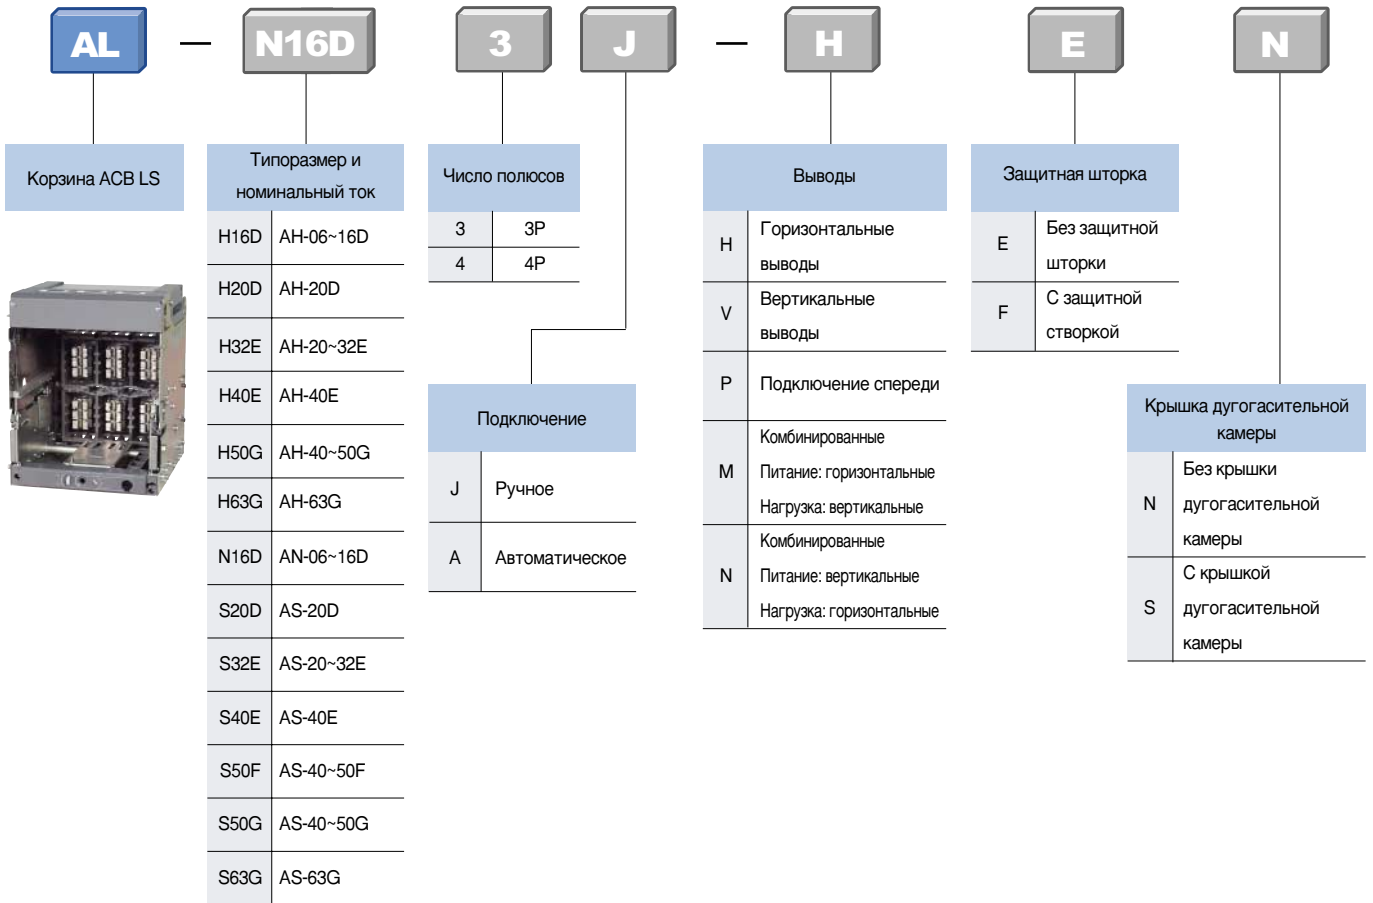 AL — N16D 3 J — H E N
Корзина ACB LS
Типоразмер и
номинальный ток
H16D AH-06~16D
H20D AH-20D
H32E AH-20~32E
H40E AH-40E
H50G AH-40~50G
H63G AH-63G
N16D AN-06~16D
S20D AS-20D
S32E AS-20~32E
S40E AS-40E
S50F AS-40~50F
S50G AS-40~50G
S63G AS-63G
Число полюсов
3 3P
4 4P
Подключение
J Ручное
A Автоматическое
Выводы
H Горизонтальные
выводы
V Вертикальные
выводы
P Подключение спереди
M Комбинированные
Питание: горизонтальные
Нагрузка: вертикальные
N Комбинированные
Питание: вертикальные
Нагрузка: горизонтальные
Защитная шторка
E Без защитной
шторки
F С защитной
створкой
Крышка дугогасительной
камеры
N Без крышки
дугогасительной
камеры
S С крышкой
дугогасительной
камеры